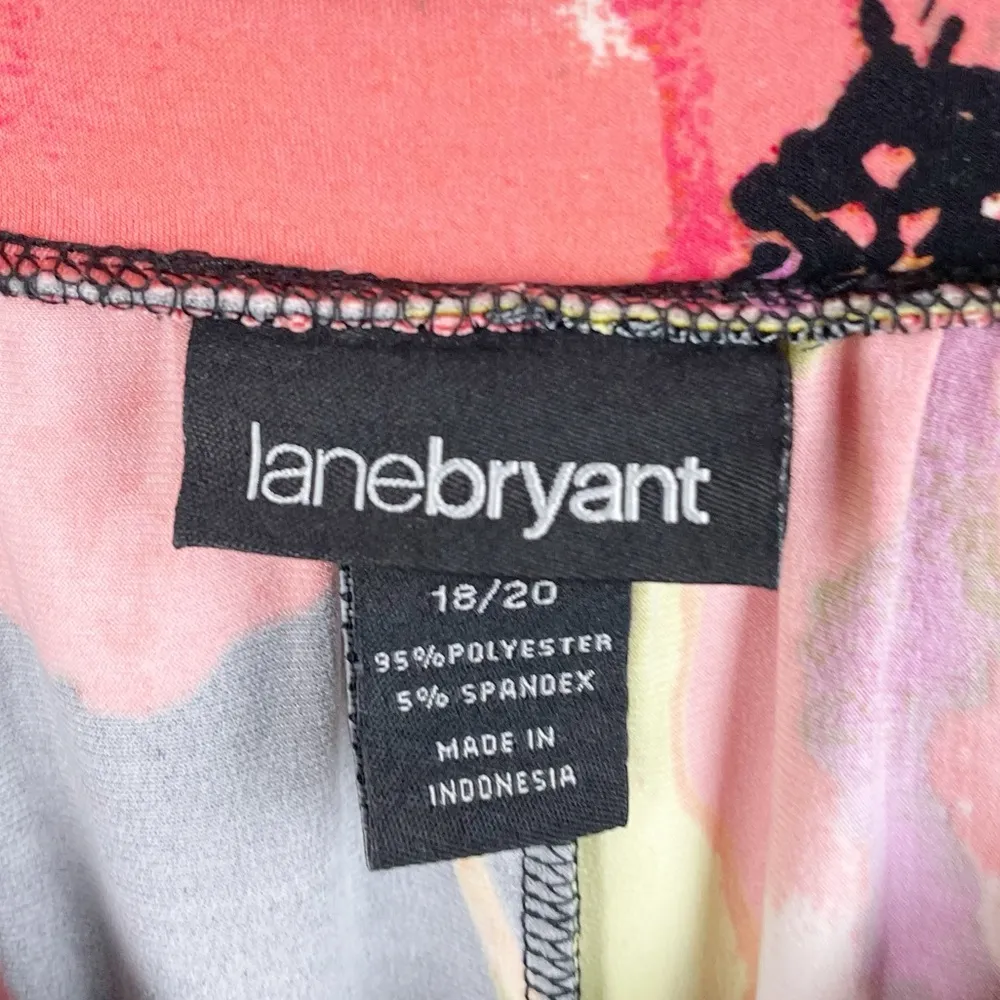 lanebryant
18/20
95% POLYESTER
5% SPANDEX
MADE IN
INDONESIA